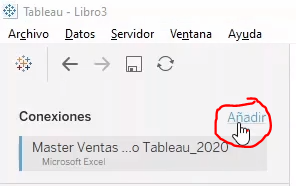 Tableau - Libro3
Archivo Datos Servidor Ventana Ayuda
Conexiones Añadir
Master Ventas ...o Tableau_2020
Microsoft Excel